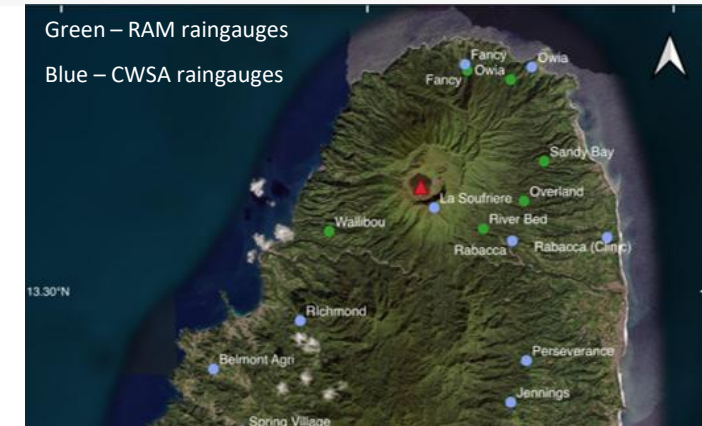 Green – RAM raingauges
Blue – CWSA raingauges
Fancy
Owia
Fancy
Owia
Sandy Bay
La Soufriere
Overland
Wallibou
River Bed
Rabacca
Rabacca (Clinic)
13.30°N
Richmond
Perseverance
Belmont Agri
Jennings
Spring Village